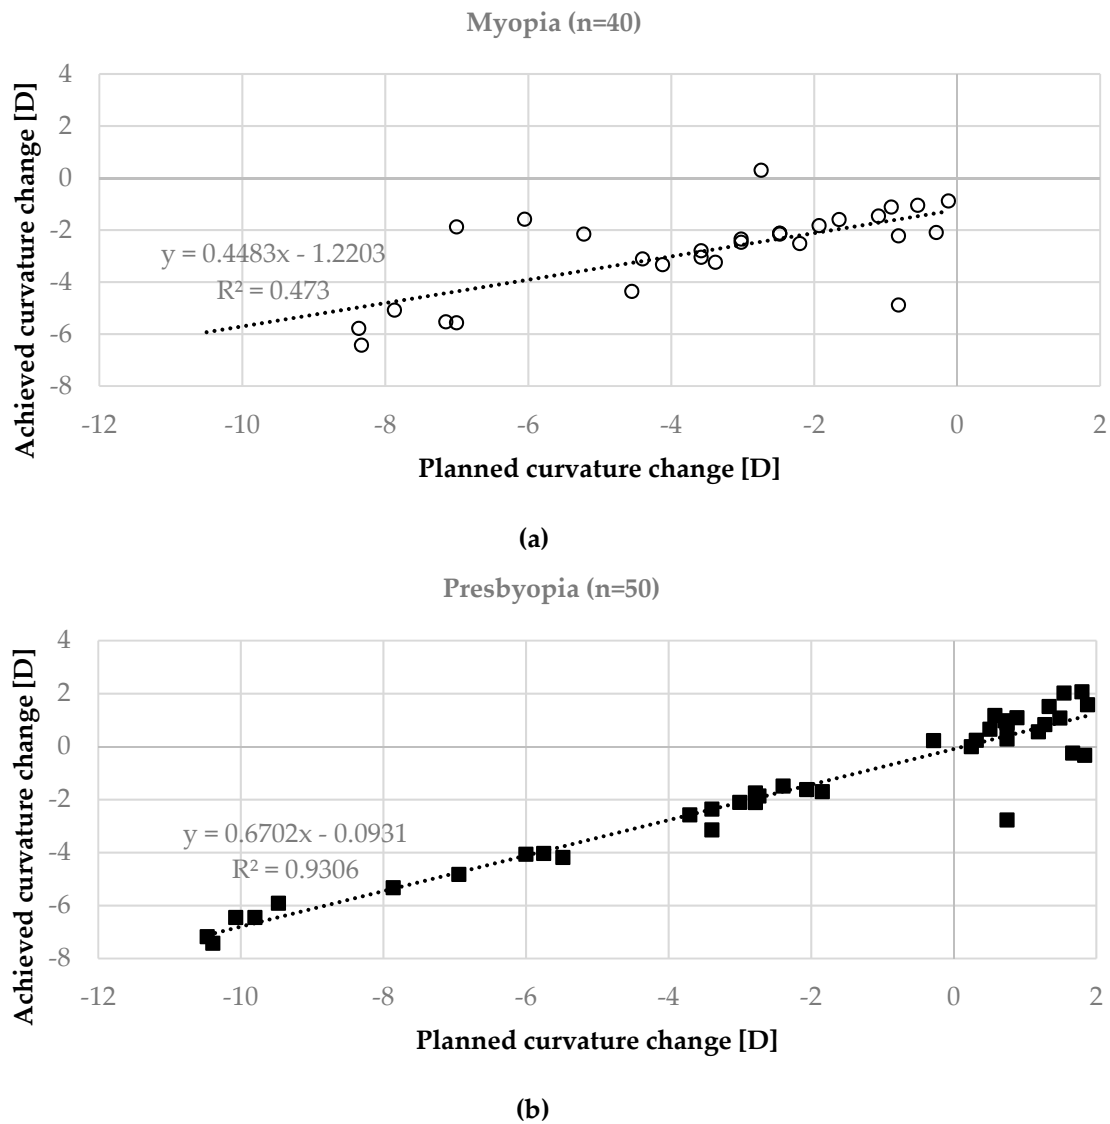 Myopia (n=40)
Achieved curvature change [D]
4
2
0
-2
-4
-6
-8
y = 0.4483x - 1.2203
R² = 0.473
-12
-10
-8
-6
-4
-2
0
2
Planned curvature change [D]
(a)
Presbyopia (n=50)
Achieved curvature change [D]
4
2
0
-2
-4
-6
-8
y = 0.6702x - 0.0931
R² = 0.9306
-12
-10
-8
-6
-4
-2
0
2
Planned curvature change [D]
(b)